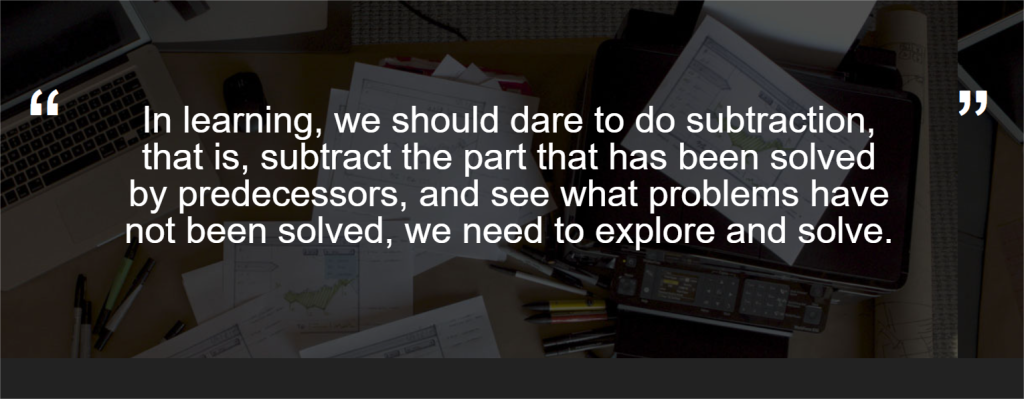 “ In learning, we should dare to do subtraction, ”
that is, subtract the part that has been solved
by predecessors, and see what problems have
not been solved, we need to explore and solve.